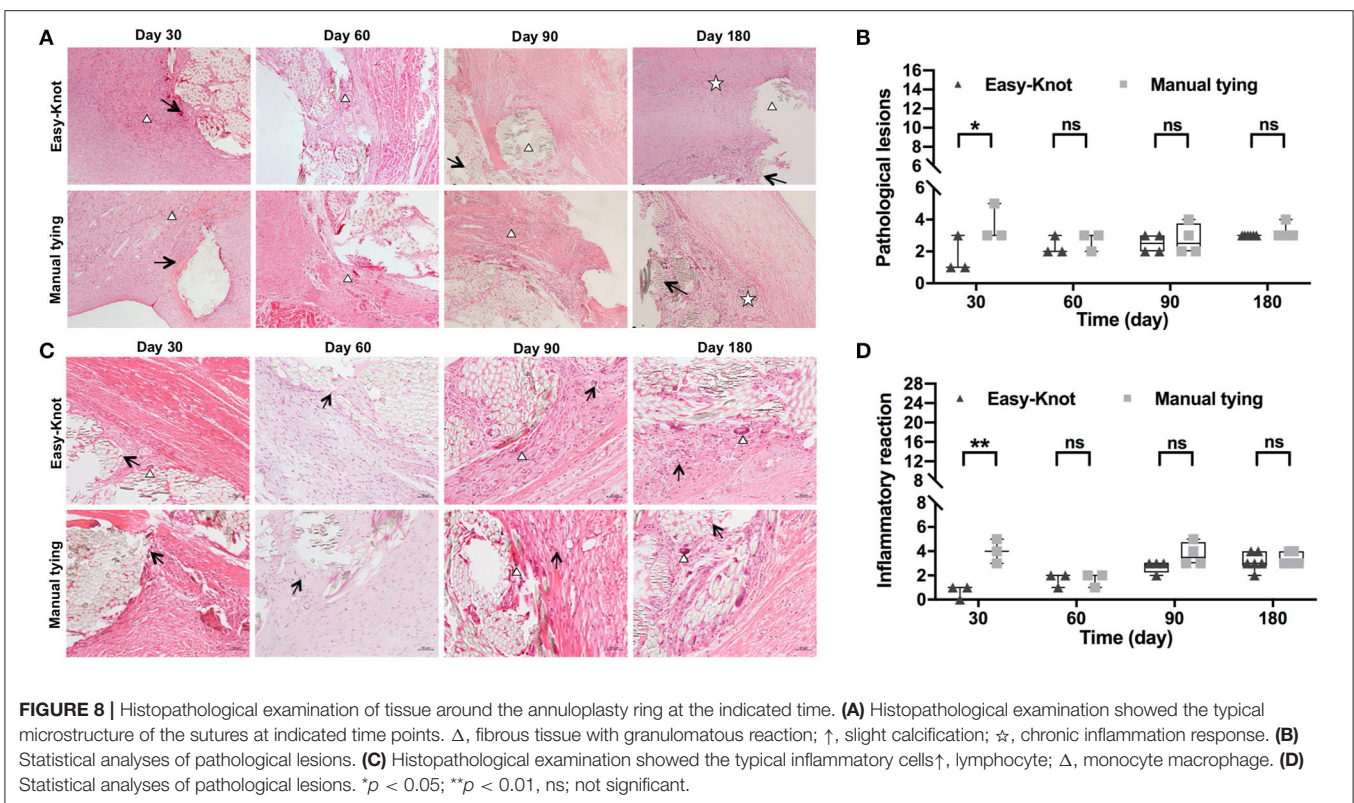 A
Day 30
Day 60
Day 90
Day 180
Easy-Knot
Manual tying
B
Easy-Knot
Manual tying
Pathological lesions
16
14
12
10
8
6
6
4
2
0
*
ns
ns
ns
30
60
90
180
Time (day)
C
Day 30
Day 60
Day 90
Day 180
Easy-Knot
Manual tying
D
Easy-Knot
Manual tying
Inflammatory reaction
28
26
24
22
20
18
16
8
6
4
2
0
**
ns
ns
ns
30
60
90
180
Time (day)
FIGURE 8 | Histopathological examination of tissue around the annuloplasty ring at the indicated time. (A) Histopathological examination showed the typical
microstructure of the sutures at indicated time points. Δ, fibrous tissue with granulomatous reaction; ↑, slight calcification; ☆, chronic inflammation response. (B)
Statistical analyses of pathological lesions. (C) Histopathological examination showed the typical inflammatory cells↑, lymphocyte; Δ, monocyte macrophage. (D)
Statistical analyses of pathological lesions. *p < 0.05; **p < 0.01, ns; not significant.